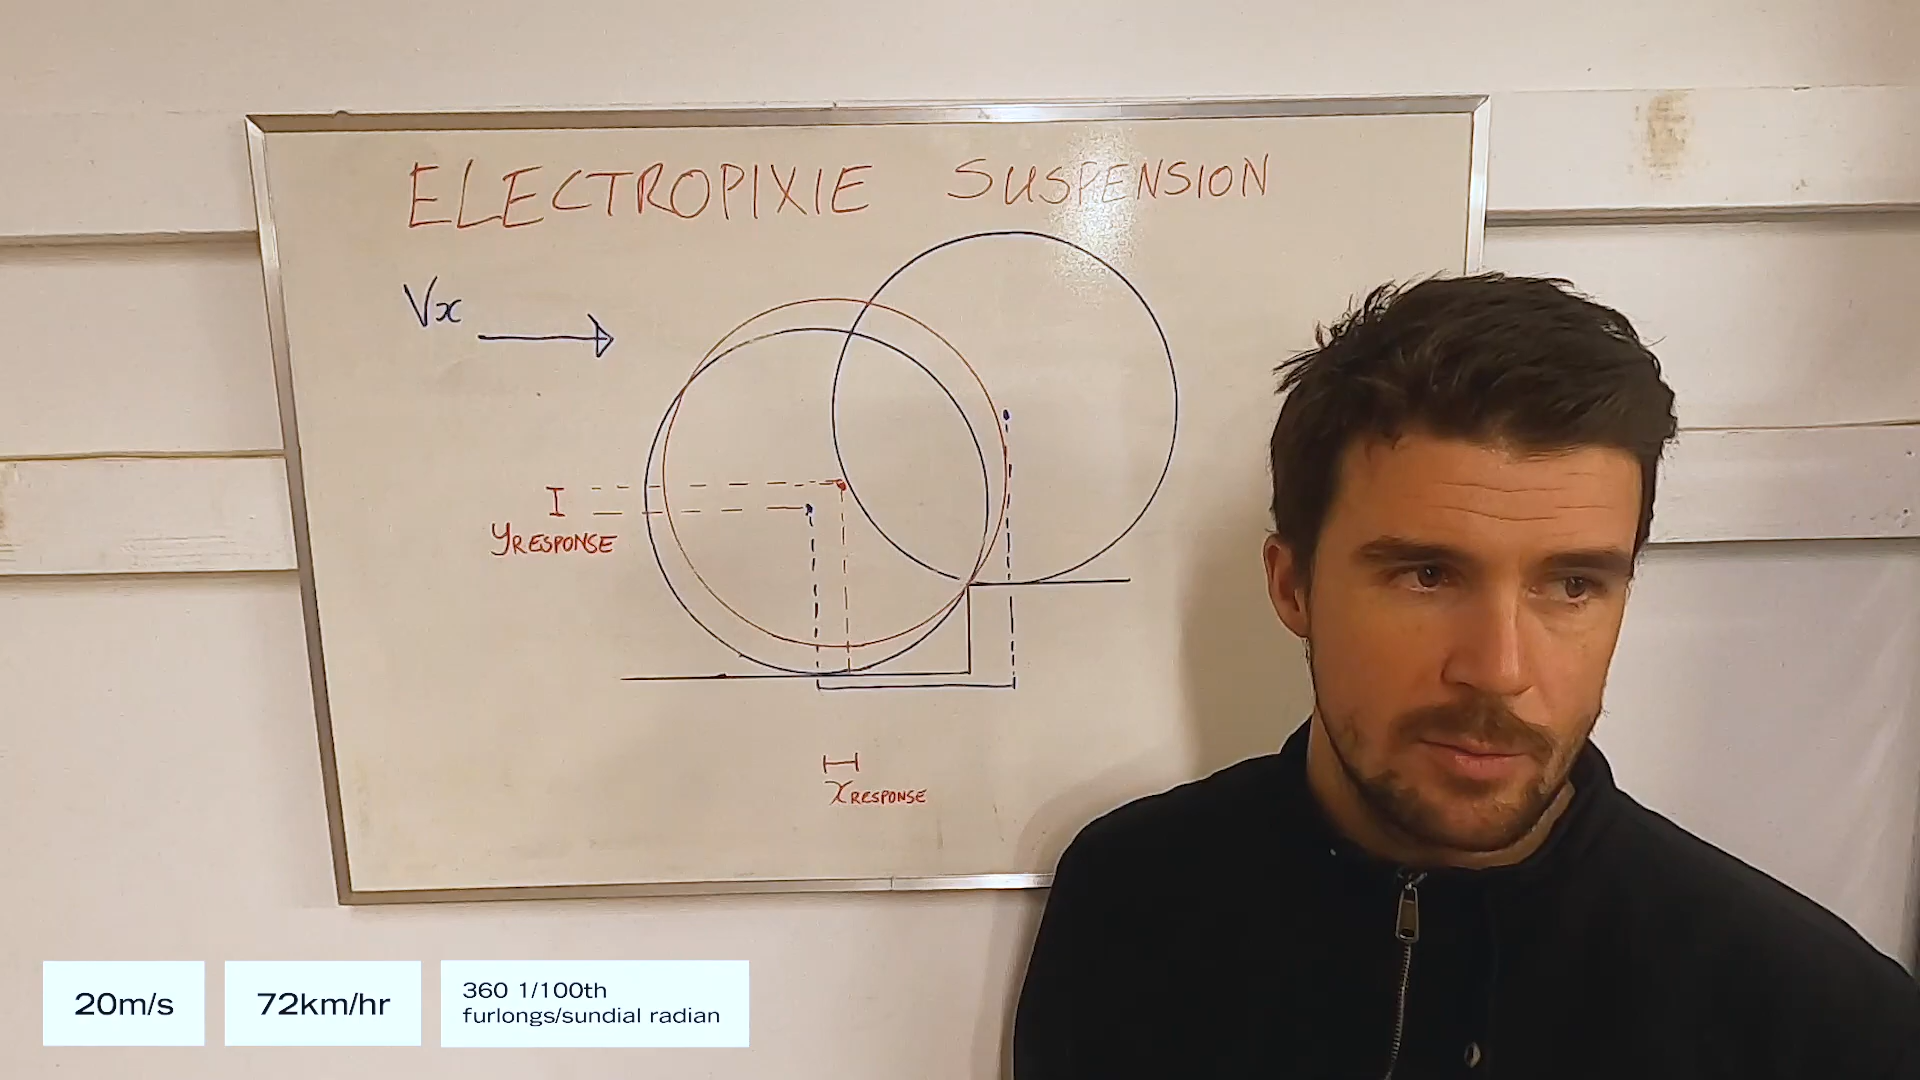 ELECTROPIXIE SUSPENSION
Vx
yRESPONSE
xRESPONSE
20m/s
72km/hr
360 1/100th
furlongs/sundial radian